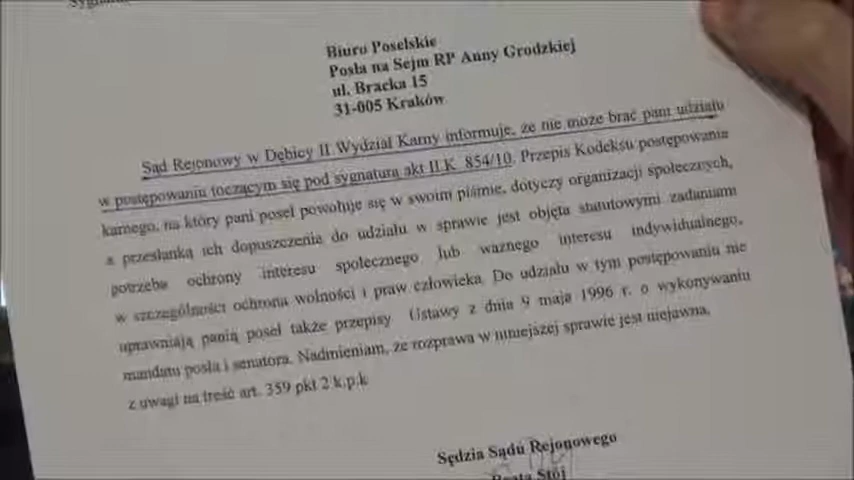 Biuro Poselskie
Posła na Sejm RP Anny Grodzkiej
ul. Bracka 15
31-005 Kraków
Sąd Rejonowy w Dębicy II Wydział Karny informuje, że nie może brać pani udziału
w postępowaniu toczącym się pod sygnaturą akt II.K 854/10. Przepis Kodeksu postępowania
karnego, na który pani poseł powołuje się w swoim piśmie, dotyczy organizacji społecznych,
a przesłanką ich dopuszczenia do udziału w sprawie jest objęta statutowymi zadaniami
potrzeba ochrony interesu społecznego lub ważnego interesu indywidualnego,
w szczególności ochrona wolności i praw człowieka. Do udziału w tym postępowaniu nie
uprawniają panią poseł także przepisy Ustawy z dnia 9 maja 1996 r. o wykonywaniu
mandatu posła i senatora. Nadmieniam, że rozprawa w niniejszej sprawie jest niejawna,
z uwagi na treść art. 359 pkt 2 k.p.k
Sędzia Sądu Rejonowego
Beata Stój